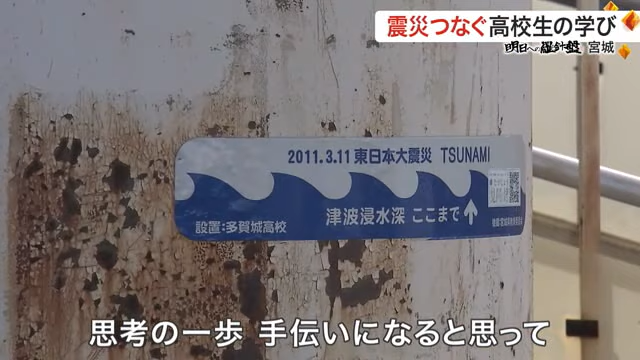 震災つなぐ高校生の学び
明日への羅針盤 宮城
2011.3.11 東日本大震災 TSUNAMI
津波浸水深 ここまで↑
設置:多賀城高校
思考の一歩 手伝いになると思って